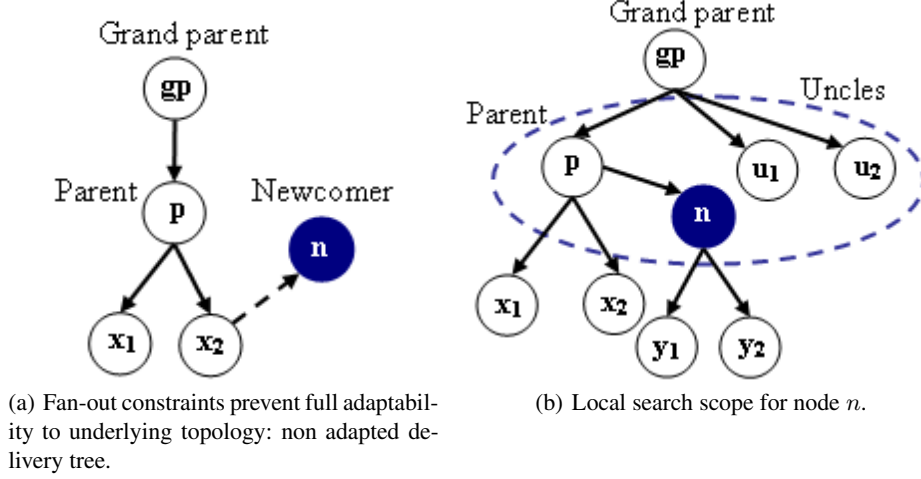 Grand parent
gp
Parent
Newcomer
p
n
x1
x2
(a) Fan-out constraints prevent full adaptabil-
ity to underlying topology: non adapted de-
livery tree.
Grand parent
gp
Uncles
Parent
p
u1
u2
n
x1
x2
y1
y2
(b) Local search scope for node n.